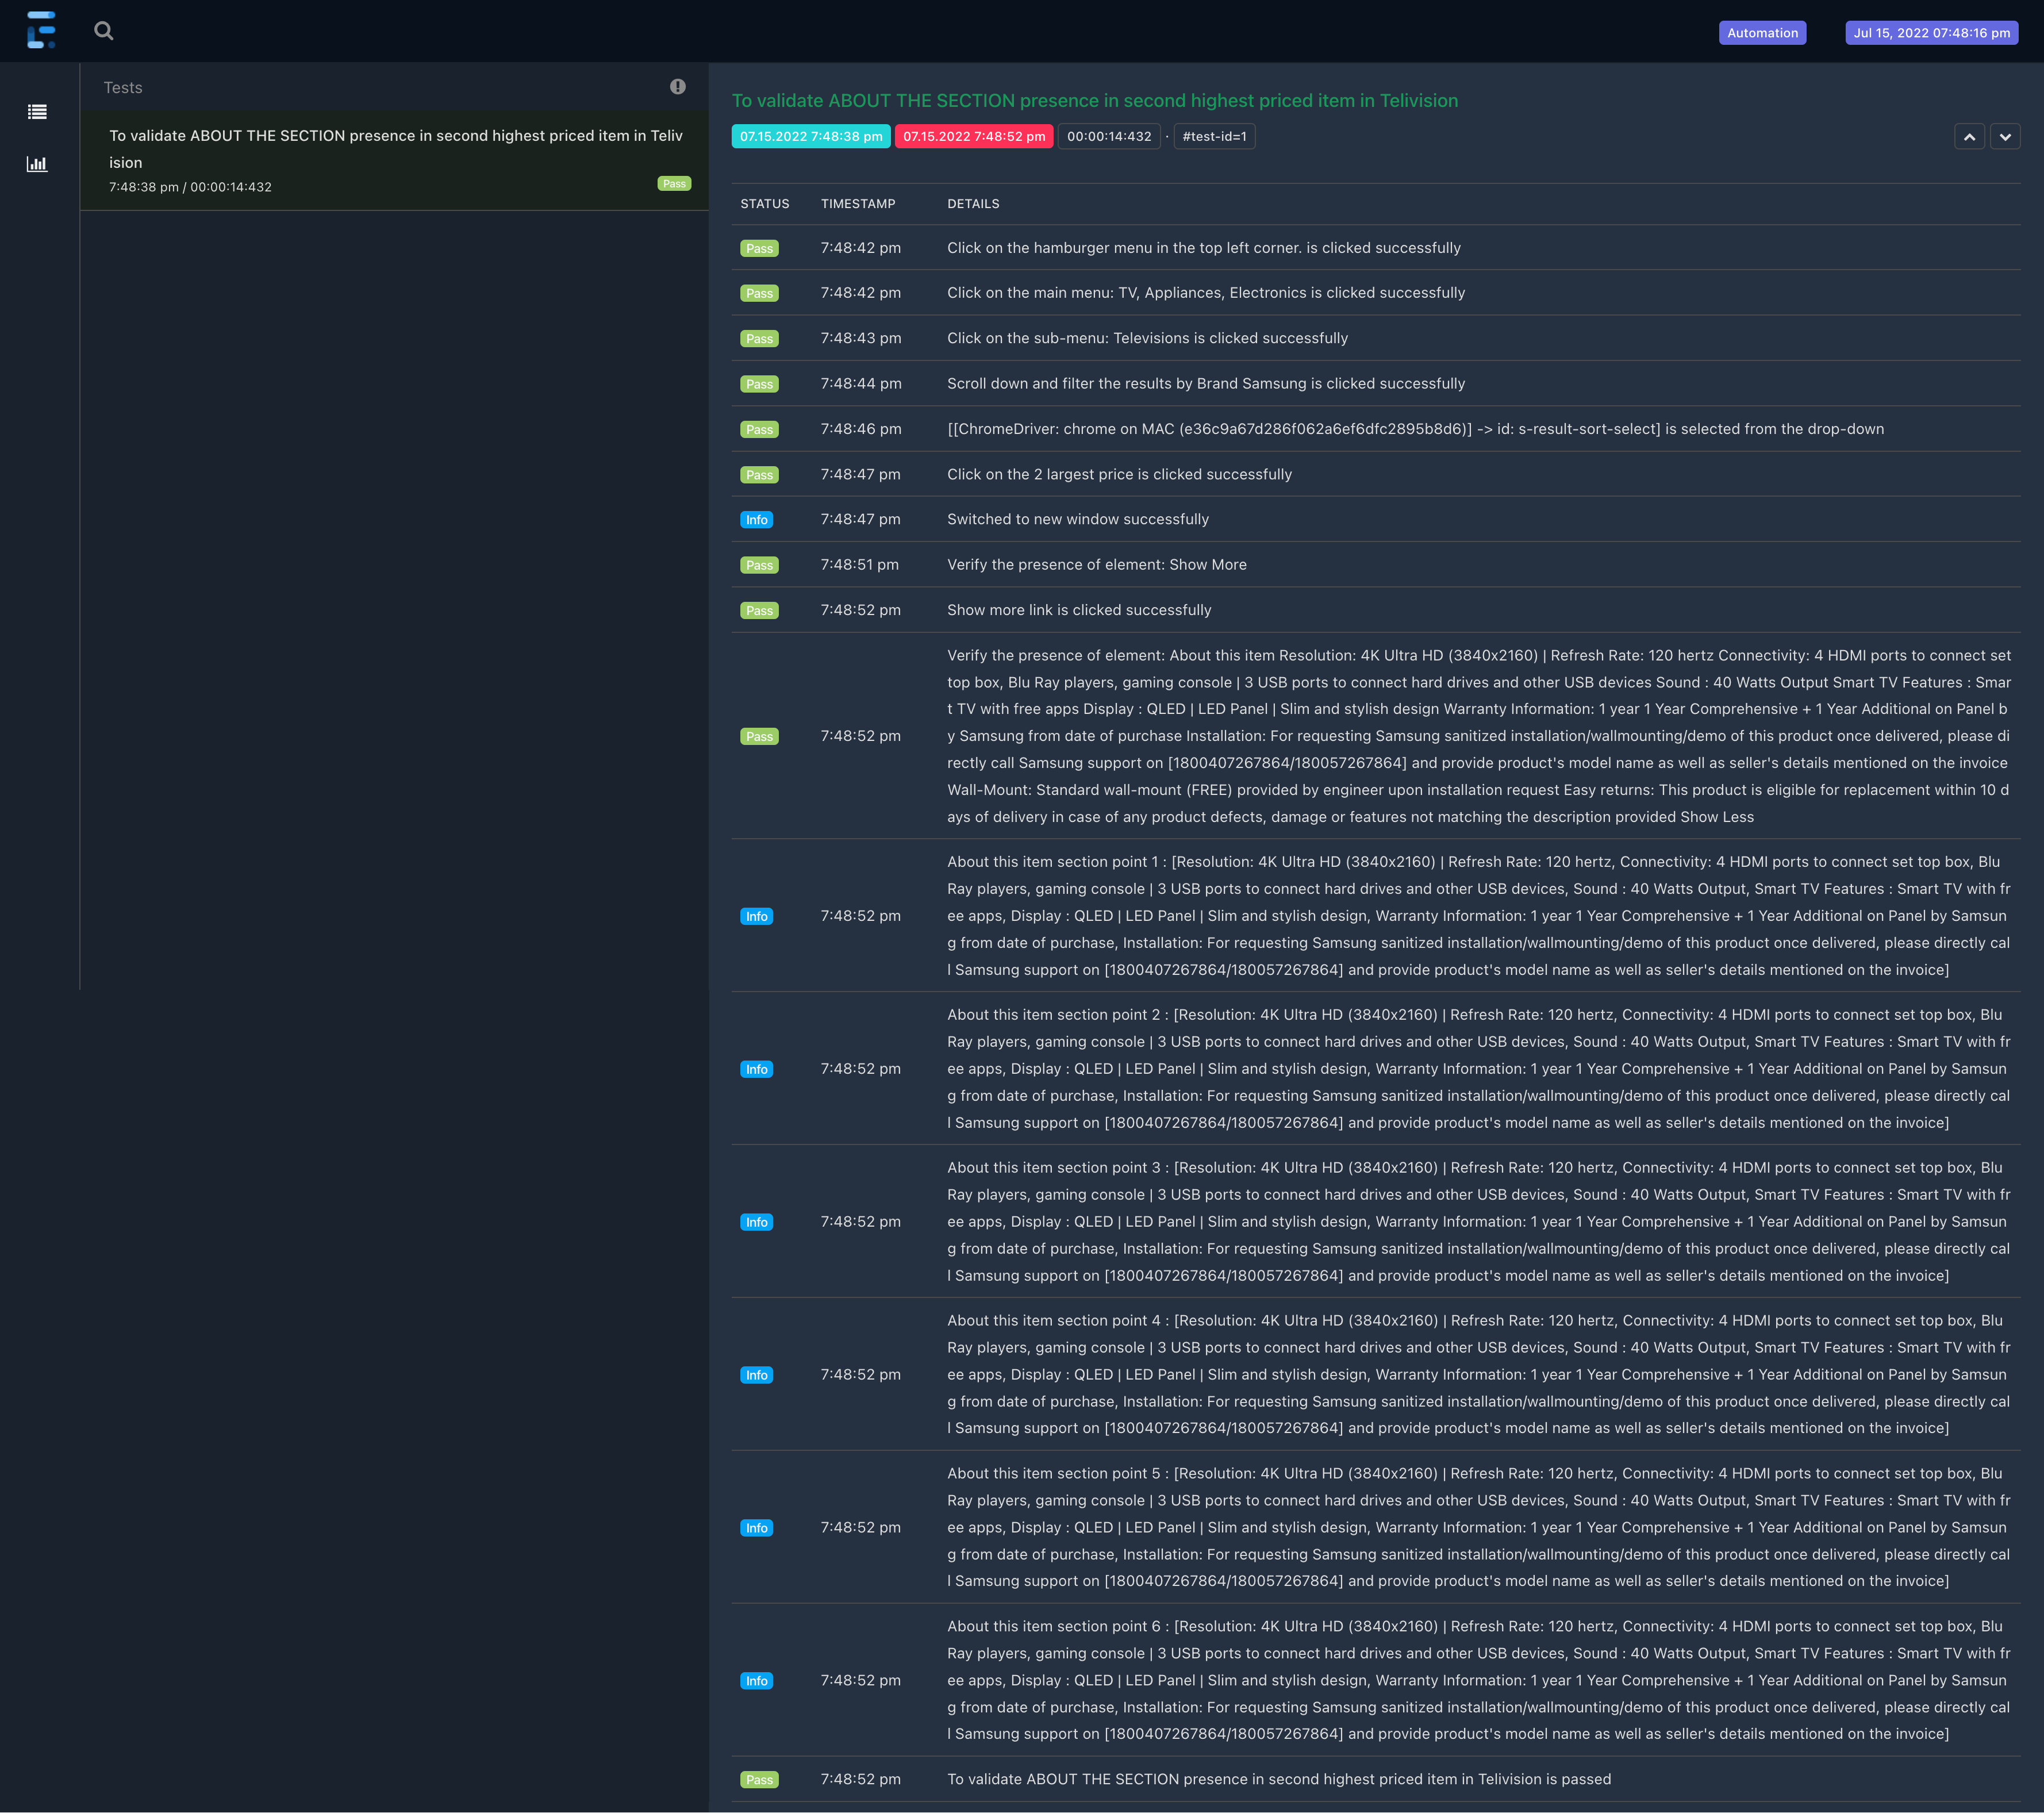 Automation
Jul 15, 2022 07:48:16 pm
Tests
To validate ABOUT THE SECTION presence in second highest priced item in Teliv
ision
7:48:38 pm / 00:00:14:432
Pass
To validate ABOUT THE SECTION presence in second highest priced item in Telivision
07.15.2022 7:48:38 pm 07.15.2022 7:48:52 pm 00:00:14:432 · #test-id=1
STATUS TIMESTAMP DETAILS
Pass 7:48:42 pm Click on the hamburger menu in the top left corner. is clicked successfully
Pass 7:48:42 pm Click on the main menu: TV, Appliances, Electronics is clicked successfully
Pass 7:48:43 pm Click on the sub-menu: Televisions is clicked successfully
Pass 7:48:44 pm Scroll down and filter the results by Brand Samsung is clicked successfully
Pass 7:48:46 pm [[ChromeDriver: chrome on MAC (e36c9a67d286f062a6ef6dfc2895b8d6)] -> id: s-result-sort-select] is selected from the drop-down
Pass 7:48:47 pm Click on the 2 largest price is clicked successfully
Info 7:48:47 pm Switched to new window successfully
Pass 7:48:51 pm Verify the presence of element: Show More
Pass 7:48:52 pm Show more link is clicked successfully
Verify the presence of element: About this item Resolution: 4K Ultra HD (3840x2160) | Refresh Rate: 120 hertz Connectivity: 4 HDMI ports to connect set
top box, Blu Ray players, gaming console | 3 USB ports to connect hard drives and other USB devices Sound : 40 Watts Output Smart TV Features : Smar
t TV with free apps Display : QLED | LED Panel | Slim and stylish design Warranty Information: 1 year 1 Year Comprehensive + 1 Year Additional on Panel b
Pass 7:48:52 pm y Samsung from date of purchase Installation: For requesting Samsung sanitized installation/wallmounting/demo of this product once delivered, please di
rectly call Samsung support on [1800407267864/180057267864] and provide product's model name as well as seller's details mentioned on the invoice
Wall-Mount: Standard wall-mount (FREE) provided by engineer upon installation request Easy returns: This product is eligible for replacement within 10 d
ays of delivery in case of any product defects, damage or features not matching the description provided Show Less
About this item section point 1 : [Resolution: 4K Ultra HD (3840x2160) | Refresh Rate: 120 hertz, Connectivity: 4 HDMI ports to connect set top box, Blu
Ray players, gaming console | 3 USB ports to connect hard drives and other USB devices, Sound : 40 Watts Output, Smart TV Features : Smart TV with fr
Info 7:48:52 pm ee apps, Display : QLED | LED Panel | Slim and stylish design, Warranty Information: 1 year 1 Year Comprehensive + 1 Year Additional on Panel by Samsun
g from date of purchase, Installation: For requesting Samsung sanitized installation/wallmounting/demo of this product once delivered, please directly cal
l Samsung support on [1800407267864/180057267864] and provide product's model name as well as seller's details mentioned on the invoice]
About this item section point 2 : [Resolution: 4K Ultra HD (3840x2160) | Refresh Rate: 120 hertz, Connectivity: 4 HDMI ports to connect set top box, Blu
Ray players, gaming console | 3 USB ports to connect hard drives and other USB devices, Sound : 40 Watts Output, Smart TV Features : Smart TV with fr
Info 7:48:52 pm ee apps, Display : QLED | LED Panel | Slim and stylish design, Warranty Information: 1 year 1 Year Comprehensive + 1 Year Additional on Panel by Samsun
g from date of purchase, Installation: For requesting Samsung sanitized installation/wallmounting/demo of this product once delivered, please directly cal
l Samsung support on [1800407267864/180057267864] and provide product's model name as well as seller's details mentioned on the invoice]
About this item section point 3 : [Resolution: 4K Ultra HD (3840x2160) | Refresh Rate: 120 hertz, Connectivity: 4 HDMI ports to connect set top box, Blu
Ray players, gaming console | 3 USB ports to connect hard drives and other USB devices, Sound : 40 Watts Output, Smart TV Features : Smart TV with fr
Info 7:48:52 pm ee apps, Display : QLED | LED Panel | Slim and stylish design, Warranty Information: 1 year 1 Year Comprehensive + 1 Year Additional on Panel by Samsun
g from date of purchase, Installation: For requesting Samsung sanitized installation/wallmounting/demo of this product once delivered, please directly cal
l Samsung support on [1800407267864/180057267864] and provide product's model name as well as seller's details mentioned on the invoice]
About this item section point 4 : [Resolution: 4K Ultra HD (3840x2160) | Refresh Rate: 120 hertz, Connectivity: 4 HDMI ports to connect set top box, Blu
Ray players, gaming console | 3 USB ports to connect hard drives and other USB devices, Sound : 40 Watts Output, Smart TV Features : Smart TV with fr
Info 7:48:52 pm ee apps, Display : QLED | LED Panel | Slim and stylish design, Warranty Information: 1 year 1 Year Comprehensive + 1 Year Additional on Panel by Samsun
g from date of purchase, Installation: For requesting Samsung sanitized installation/wallmounting/demo of this product once delivered, please directly cal
l Samsung support on [1800407267864/180057267864] and provide product's model name as well as seller's details mentioned on the invoice]
About this item section point 5 : [Resolution: 4K Ultra HD (3840x2160) | Refresh Rate: 120 hertz, Connectivity: 4 HDMI ports to connect set top box, Blu
Ray players, gaming console | 3 USB ports to connect hard drives and other USB devices, Sound : 40 Watts Output, Smart TV Features : Smart TV with fr
Info 7:48:52 pm ee apps, Display : QLED | LED Panel | Slim and stylish design, Warranty Information: 1 year 1 Year Comprehensive + 1 Year Additional on Panel by Samsun
g from date of purchase, Installation: For requesting Samsung sanitized installation/wallmounting/demo of this product once delivered, please directly cal
l Samsung support on [1800407267864/180057267864] and provide product's model name as well as seller's details mentioned on the invoice]
About this item section point 6 : [Resolution: 4K Ultra HD (3840x2160) | Refresh Rate: 120 hertz, Connectivity: 4 HDMI ports to connect set top box, Blu
Ray players, gaming console | 3 USB ports to connect hard drives and other USB devices, Sound : 40 Watts Output, Smart TV Features : Smart TV with fr
Info 7:48:52 pm ee apps, Display : QLED | LED Panel | Slim and stylish design, Warranty Information: 1 year 1 Year Comprehensive + 1 Year Additional on Panel by Samsun
g from date of purchase, Installation: For requesting Samsung sanitized installation/wallmounting/demo of this product once delivered, please directly cal
l Samsung support on [1800407267864/180057267864] and provide product's model name as well as seller's details mentioned on the invoice]
Pass 7:48:52 pm To validate ABOUT THE SECTION presence in second highest priced item in Telivision is passed